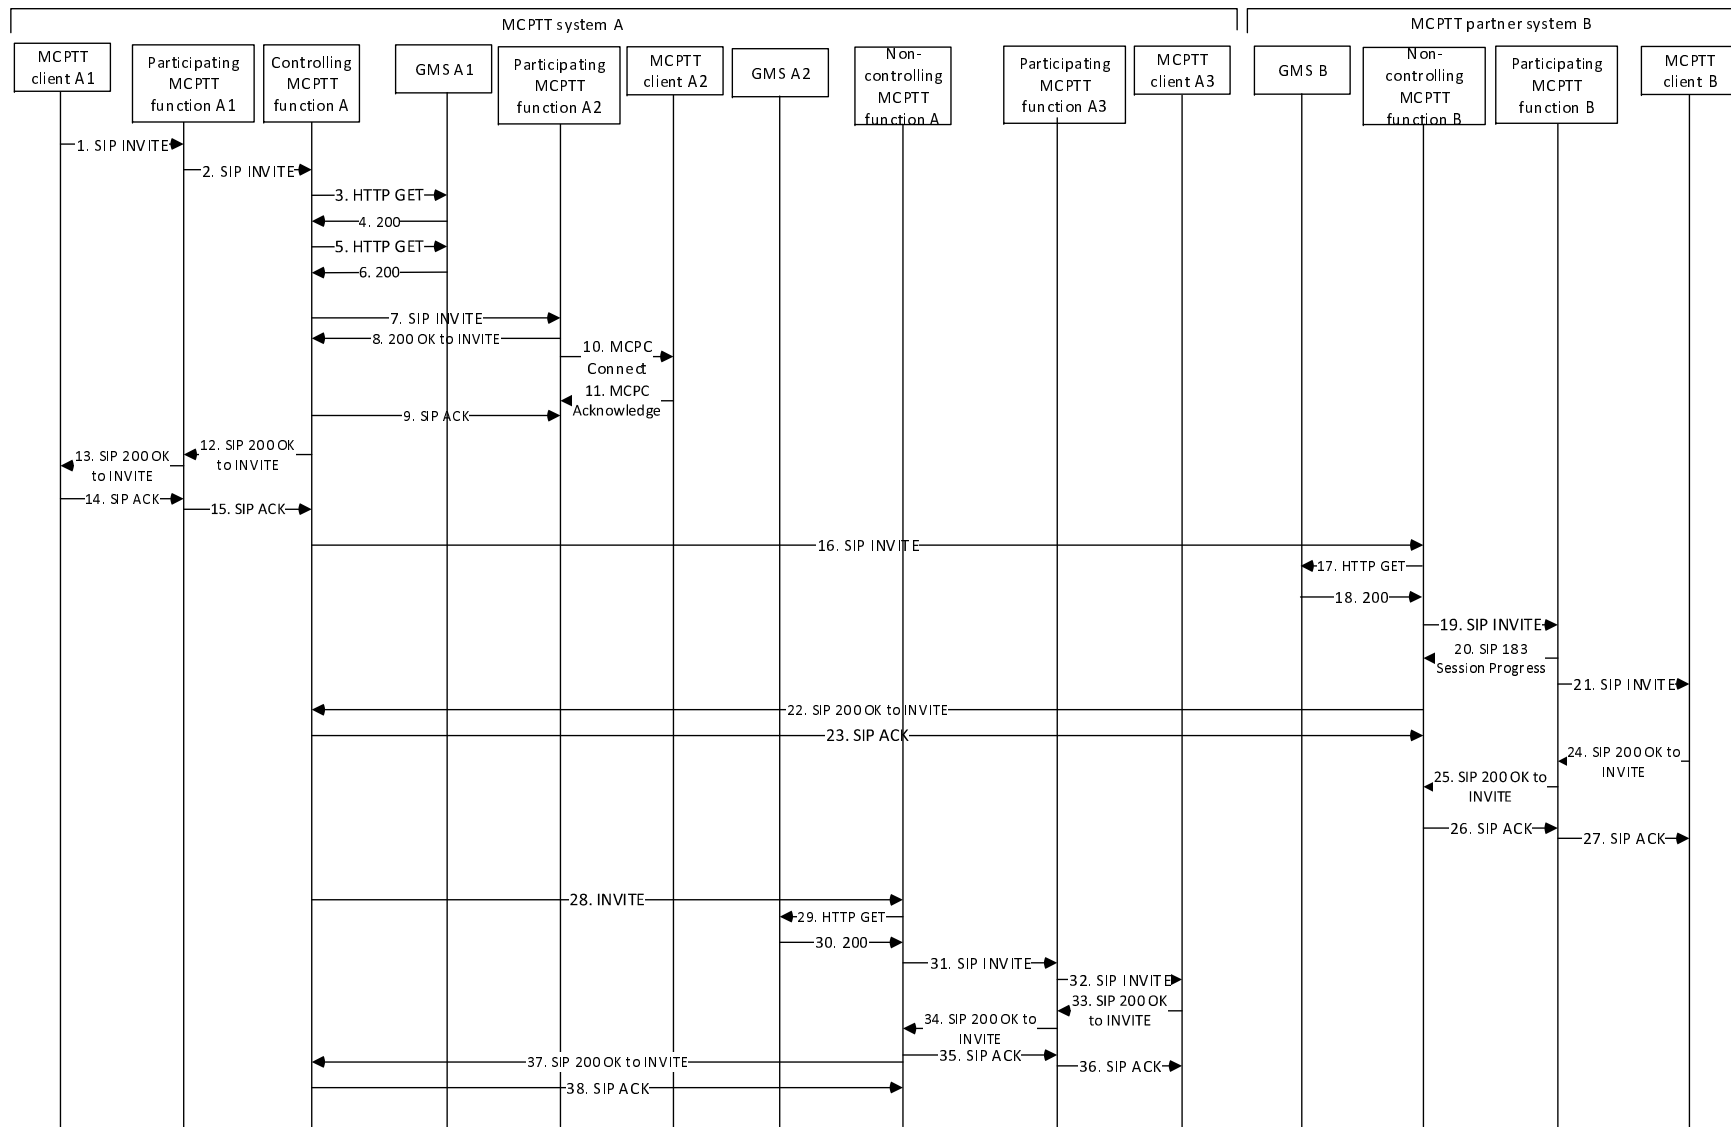 MCPTT system A
MCPTT partner system B
MCPTT
client A1
Participating
MCPTT
function A1
Controlling
MCPTT
function A
GMS A1
Participating
MCPTT
function A2
MCPTT
client A2
GMS A2
Non-
controlling
MCPTT
function A
Participating
MCPTT
function A3
MCPTT
client A3
GMS B
Non-
controlling
MCPTT
function B
Participating
MCPTT
function B
MCPTT
client B
1. SIP INVITE
2. SIP INVITE
3. HTTP GET
4. 200
5. HTTP GET
6. 200
7. SIP INVITE
8. 200 OK to INVITE
10. MCPC
Connect
11. MCPC
Acknowledge
9. SIP ACK
12. SIP 200 OK
to INVITE
13. SIP 200 OK
to INVITE
14. SIP ACK
15. SIP ACK
16. SIP INVITE
17. HTTP GET
18. 200
19. SIP INVITE
20. SIP 183
Session Progress
21. SIP INVITE
22. SIP 200 OK to INVITE
23. SIP ACK
24. SIP 200 OK to
INVITE
25. SIP 200 OK to
INVITE
26. SIP ACK
27. SIP ACK
28. INVITE
29. HTTP GET
30. 200
31. SIP INVITE
32. SIP INVITE
33. SIP 200 OK
to INVITE
34. SIP 200 OK to
INVITE
35. SIP ACK
36. SIP ACK
37. SIP 200 OK to INVITE
38. SIP ACK